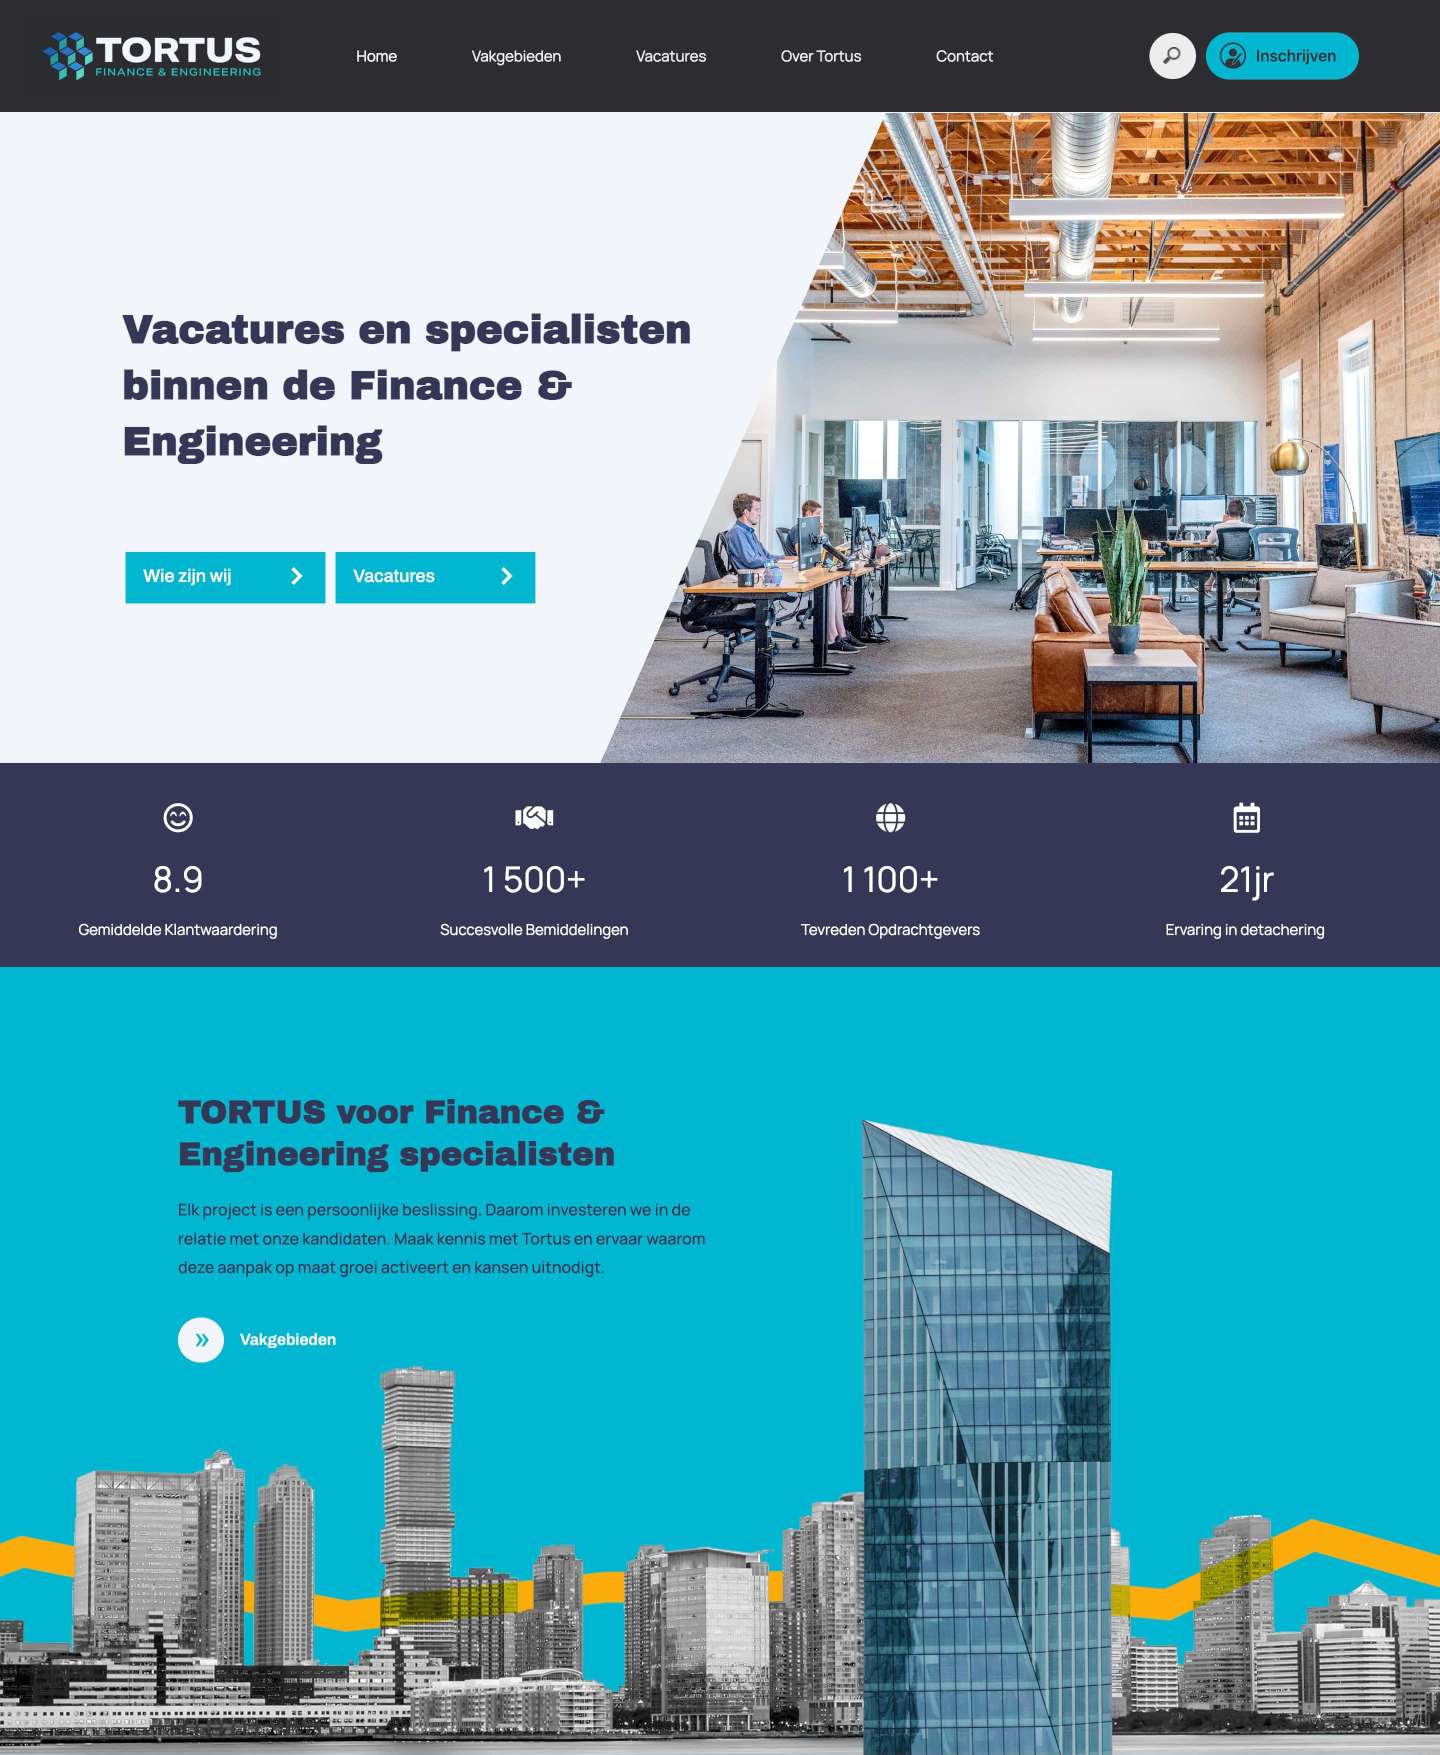 TORTUS
FINANCE & ENGINEERING
Home
Vakgebieden
Vacatures
Over Tortus
Contact
Inschrijven
Vacatures en specialisten
binnen de Finance &
Engineering
Wie zijn wij
Vacatures
8.9
1 500+
1 100+
21jr
Gemiddelde Klantwaardering
Succesvolle Bemiddelingen
Tevreden Opdrachtgevers
Ervaring in detachering
TORTUS voor Finance &
Engineering specialisten
Elk project is een persoonlijke beslissing. Daarom investeren we in de
relatie met onze kandidaten. Maak kennis met Tortus en ervaar waarom
deze aanpak op maat groei activeert en kansen uitnodigt.
Vakgebieden